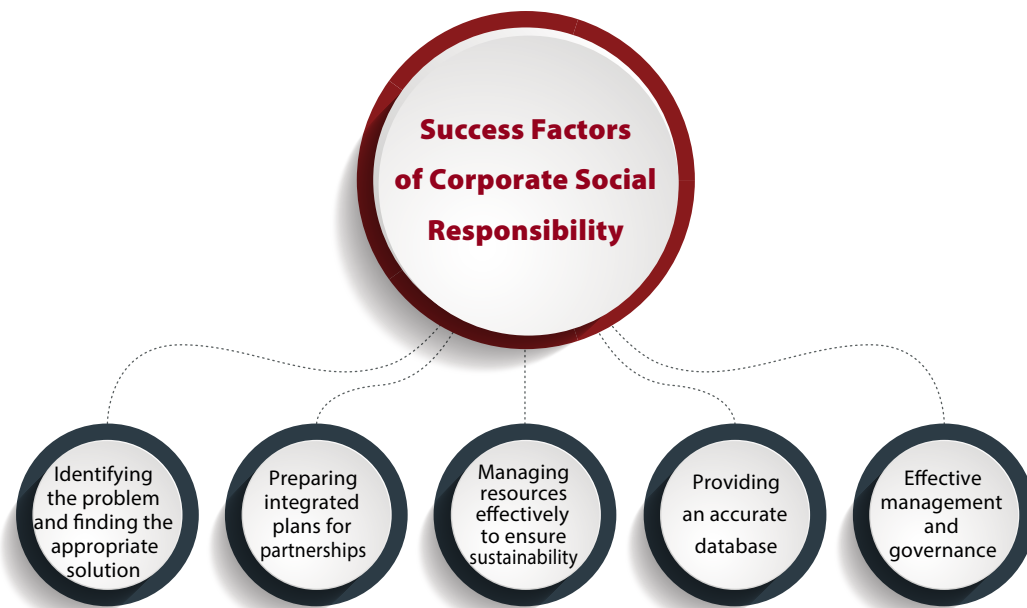 Success Factors
of Corporate Social
Responsibility
Identifying
the problem
and finding the
appropriate
solution
Preparing
integrated
plans for
partnerships
Managing
resources
effectively
to ensure
sustainability
Providing
an accurate
database
Effective
management
and
governance